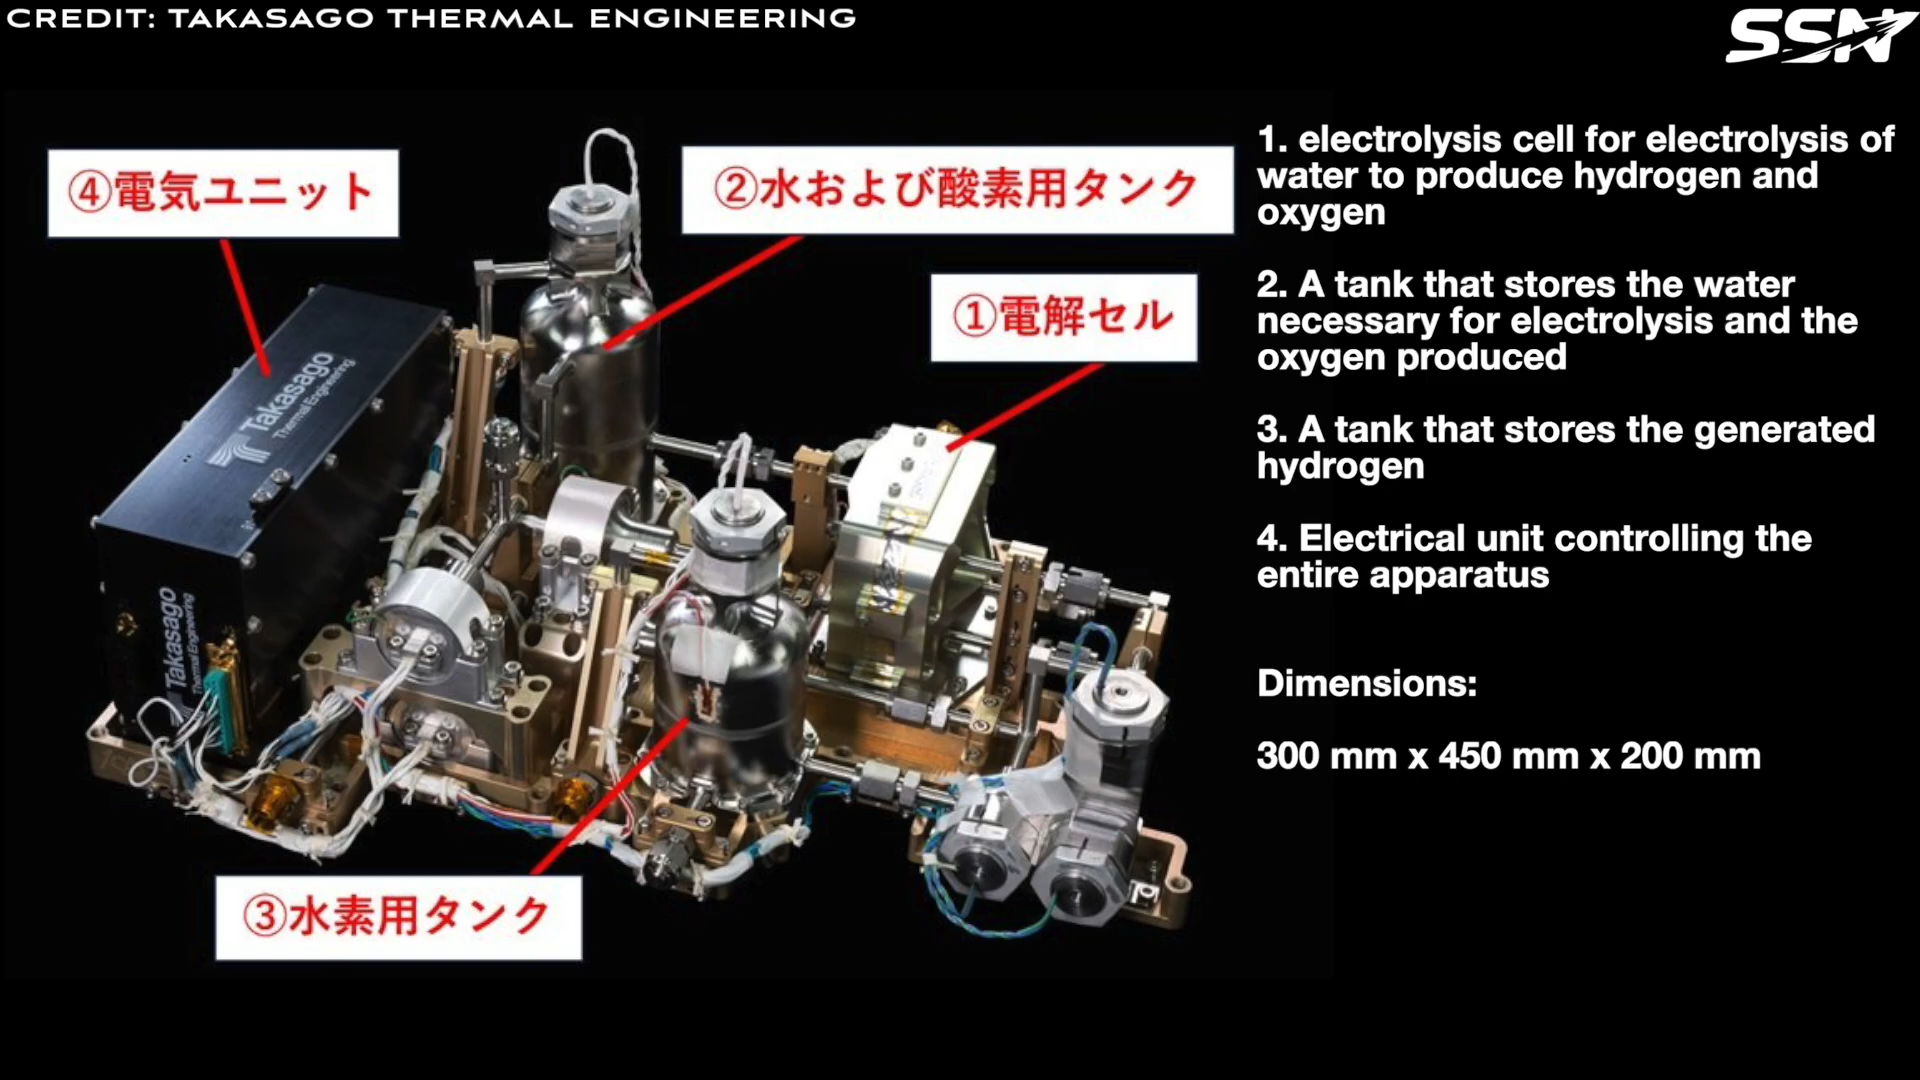 CREDIT: TAKASAGO THERMAL ENGINEERING
SSN
④電気ユニット
②水および酸素用タンク
①電解セル
③水素用タンク
Takasago
Thermal Engineering
Takasago
Thermal Engineering
1. electrolysis cell for electrolysis of
water to produce hydrogen and
oxygen
2. A tank that stores the water
necessary for electrolysis and the
oxygen produced
3. A tank that stores the generated
hydrogen
4. Electrical unit controlling the
entire apparatus
Dimensions:
300 mm x 450 mm x 200 mm